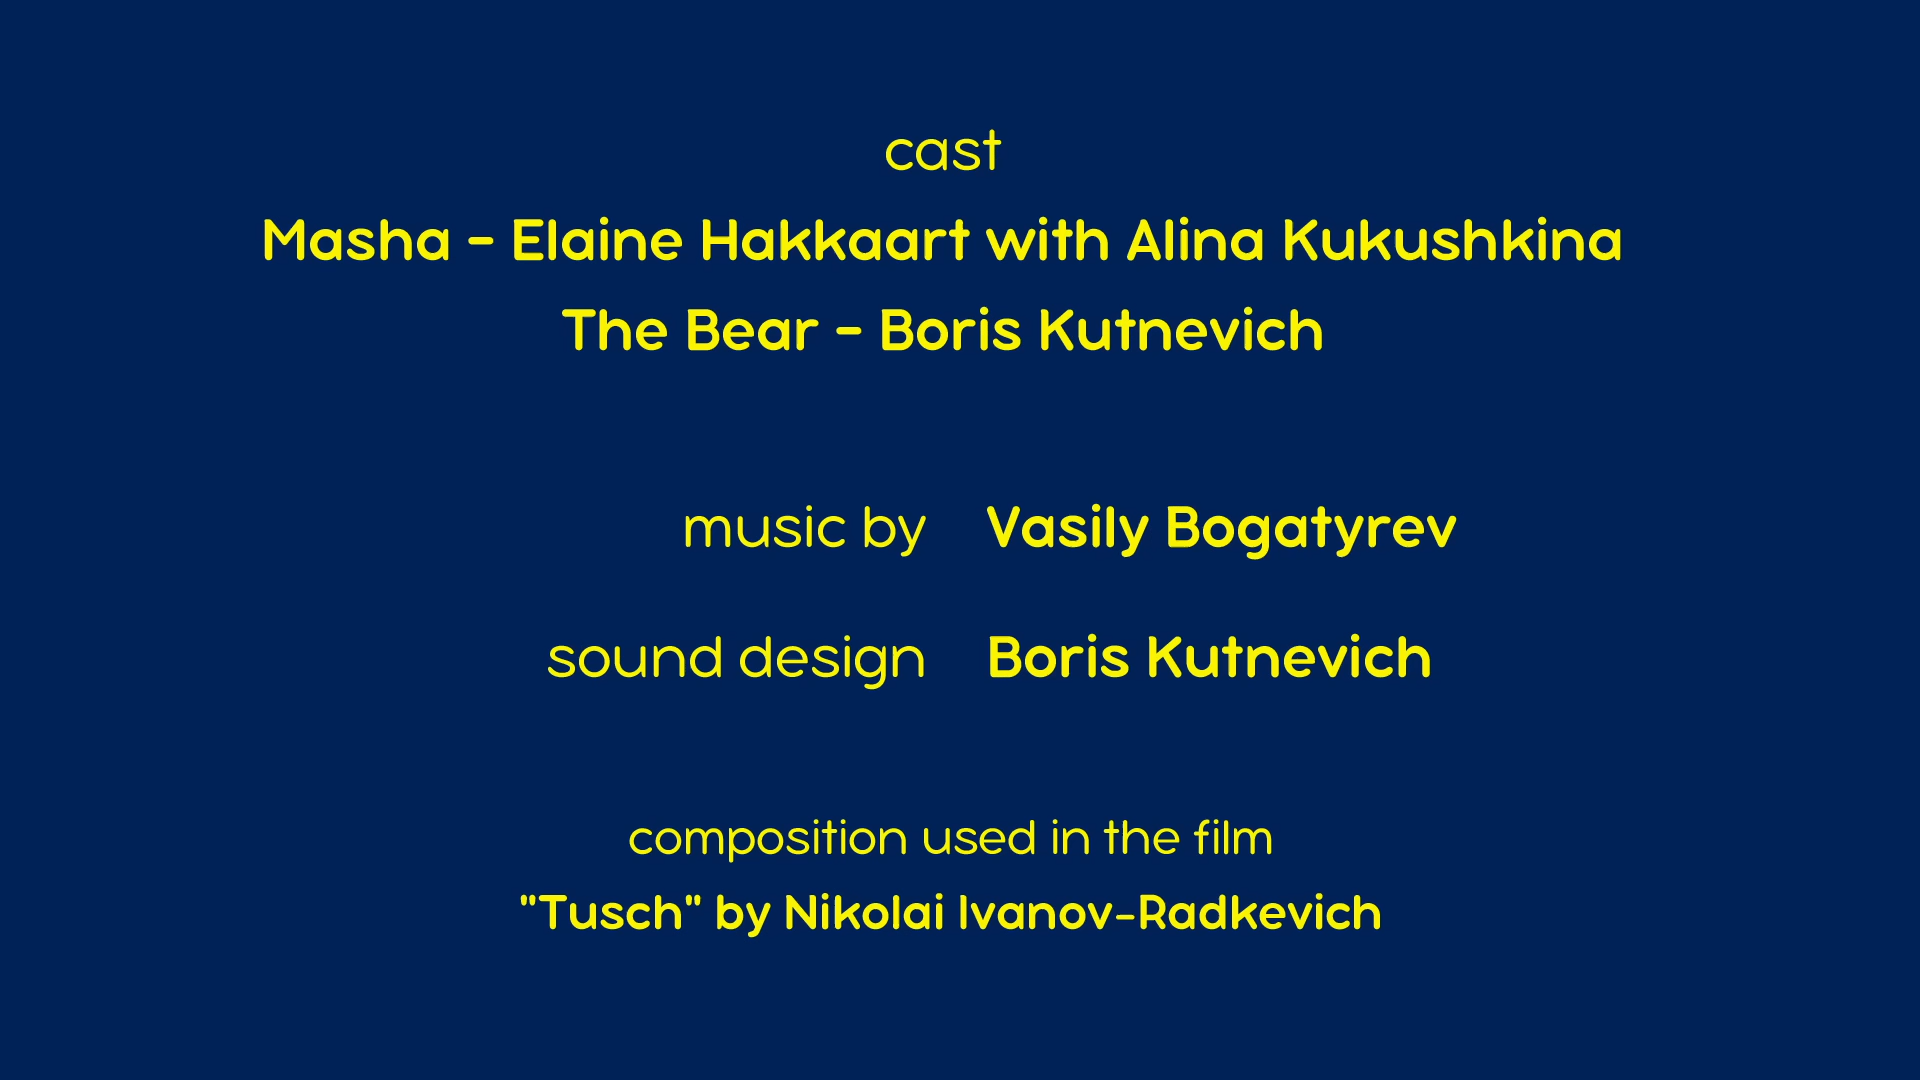 cast
Masha - Elaine Hakkaart with Alina Kukushkina
The Bear - Boris Kutnevich
music by Vasily Bogatyrev
sound design Boris Kutnevich
composition used in the film
"Tusch" by Nikolai Ivanov-Radkevich